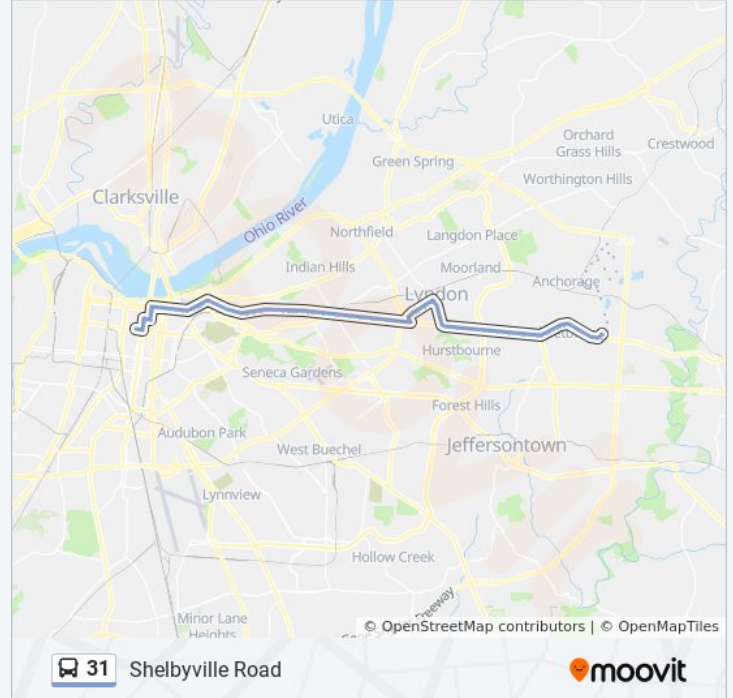 Utica
Orchard
Grass Hills
Crestwood
Green Spring
Worthington Hills
Clarksville
Ohio River
Northfield
Langdon Place
Indian Hills
Moorland
Anchorage
Lyndon
Hurstbourne
Seneca Gardens
Forest Hills
Audubon Park
Jeffersontown
West Buechel
Lynnview
Hollow Creek
Minor Lane
Heights
© OpenStreetMap contributors | © OpenMapTiles
31 Shelbyville Road
moovit